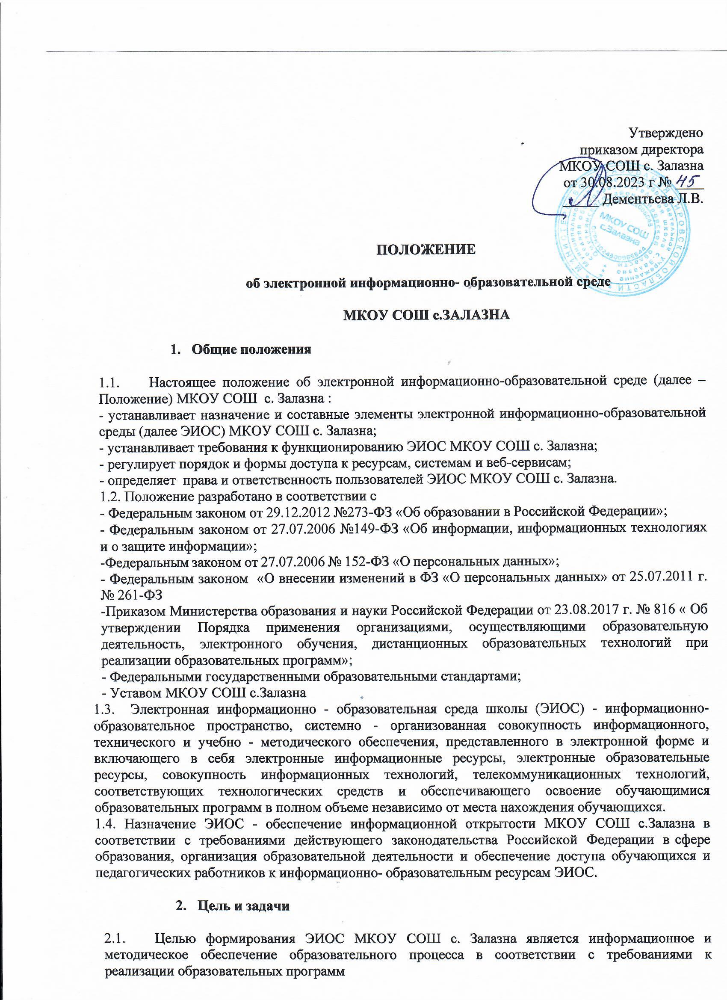 Утверждено
приказом директора
МКОУ СОШ с. Залазна
от 30.08.2023 г № 45
Дементьева Л.В.
МКОУ СОШ
с.Залазна
ПОЛОЖЕНИЕ
об электронной информационно- образовательной среде
МКОУ СОШ с.ЗАЛАЗНА
1. Общие положения
1.1. Настоящее положение об электронной информационно-образовательной среде (далее –
Положение) МКОУ СОШ с. Залазна :
- устанавливает назначение и составные элементы электронной информационно-образовательной
среды (далее ЭИОС) МКОУ СОШ с. Залазна;
- устанавливает требования к функционированию ЭИОС МКОУ СОШ с. Залазна;
- регулирует порядок и формы доступа к ресурсам, системам и веб-сервисам;
- определяет права и ответственность пользователей ЭИОС МКОУ СОШ с. Залазна.
1.2. Положение разработано в соответствии с
- Федеральным законом от 29.12.2012 №273-ФЗ «Об образовании в Российской Федерации»;
- Федеральным законом от 27.07.2006 №149-ФЗ «Об информации, информационных технологиях
и о защите информации»;
-Федеральным законом от 27.07.2006 № 152-ФЗ «О персональных данных»;
- Федеральным законом «О внесении изменений в ФЗ «О персональных данных» от 25.07.2011 г.
№ 261-ФЗ
-Приказом Министерства образования и науки Российской Федерации от 23.08.2017 г. № 816 « Об
утверждении Порядка применения организациями, осуществляющими образовательную
деятельность, электронного обучения, дистанционных образовательных технологий при
реализации образовательных программ»;
- Федеральными государственными образовательными стандартами;
- Уставом МКОУ СОШ с.Залазна
1.3. Электронная информационно - образовательная среда школы (ЭИОС) - информационно-
образовательное пространство, системно - организованная совокупность информационного,
технического и учебно - методического обеспечения, представленного в электронной форме и
включающего в себя электронные информационные ресурсы, электронные образовательные
ресурсы, совокупность информационных технологий, телекоммуникационных технологий,
соответствующих технологических средств и обеспечивающего освоение обучающимися
образовательных программ в полном объеме независимо от места нахождения обучающихся.
1.4. Назначение ЭИОС - обеспечение информационной открытости МКОУ СОШ с.Залазна в
соответствии с требованиями действующего законодательства Российской Федерации в сфере
образования, организация образовательной деятельности и обеспечение доступа обучающихся и
педагогических работников к информационно- образовательным ресурсам ЭИОС.
2. Цель и задачи
2.1. Целью формирования ЭИОС МКОУ СОШ с. Залазна является информационное и
методическое обеспечение образовательного процесса в соответствии с требованиями к
реализации образовательных программ